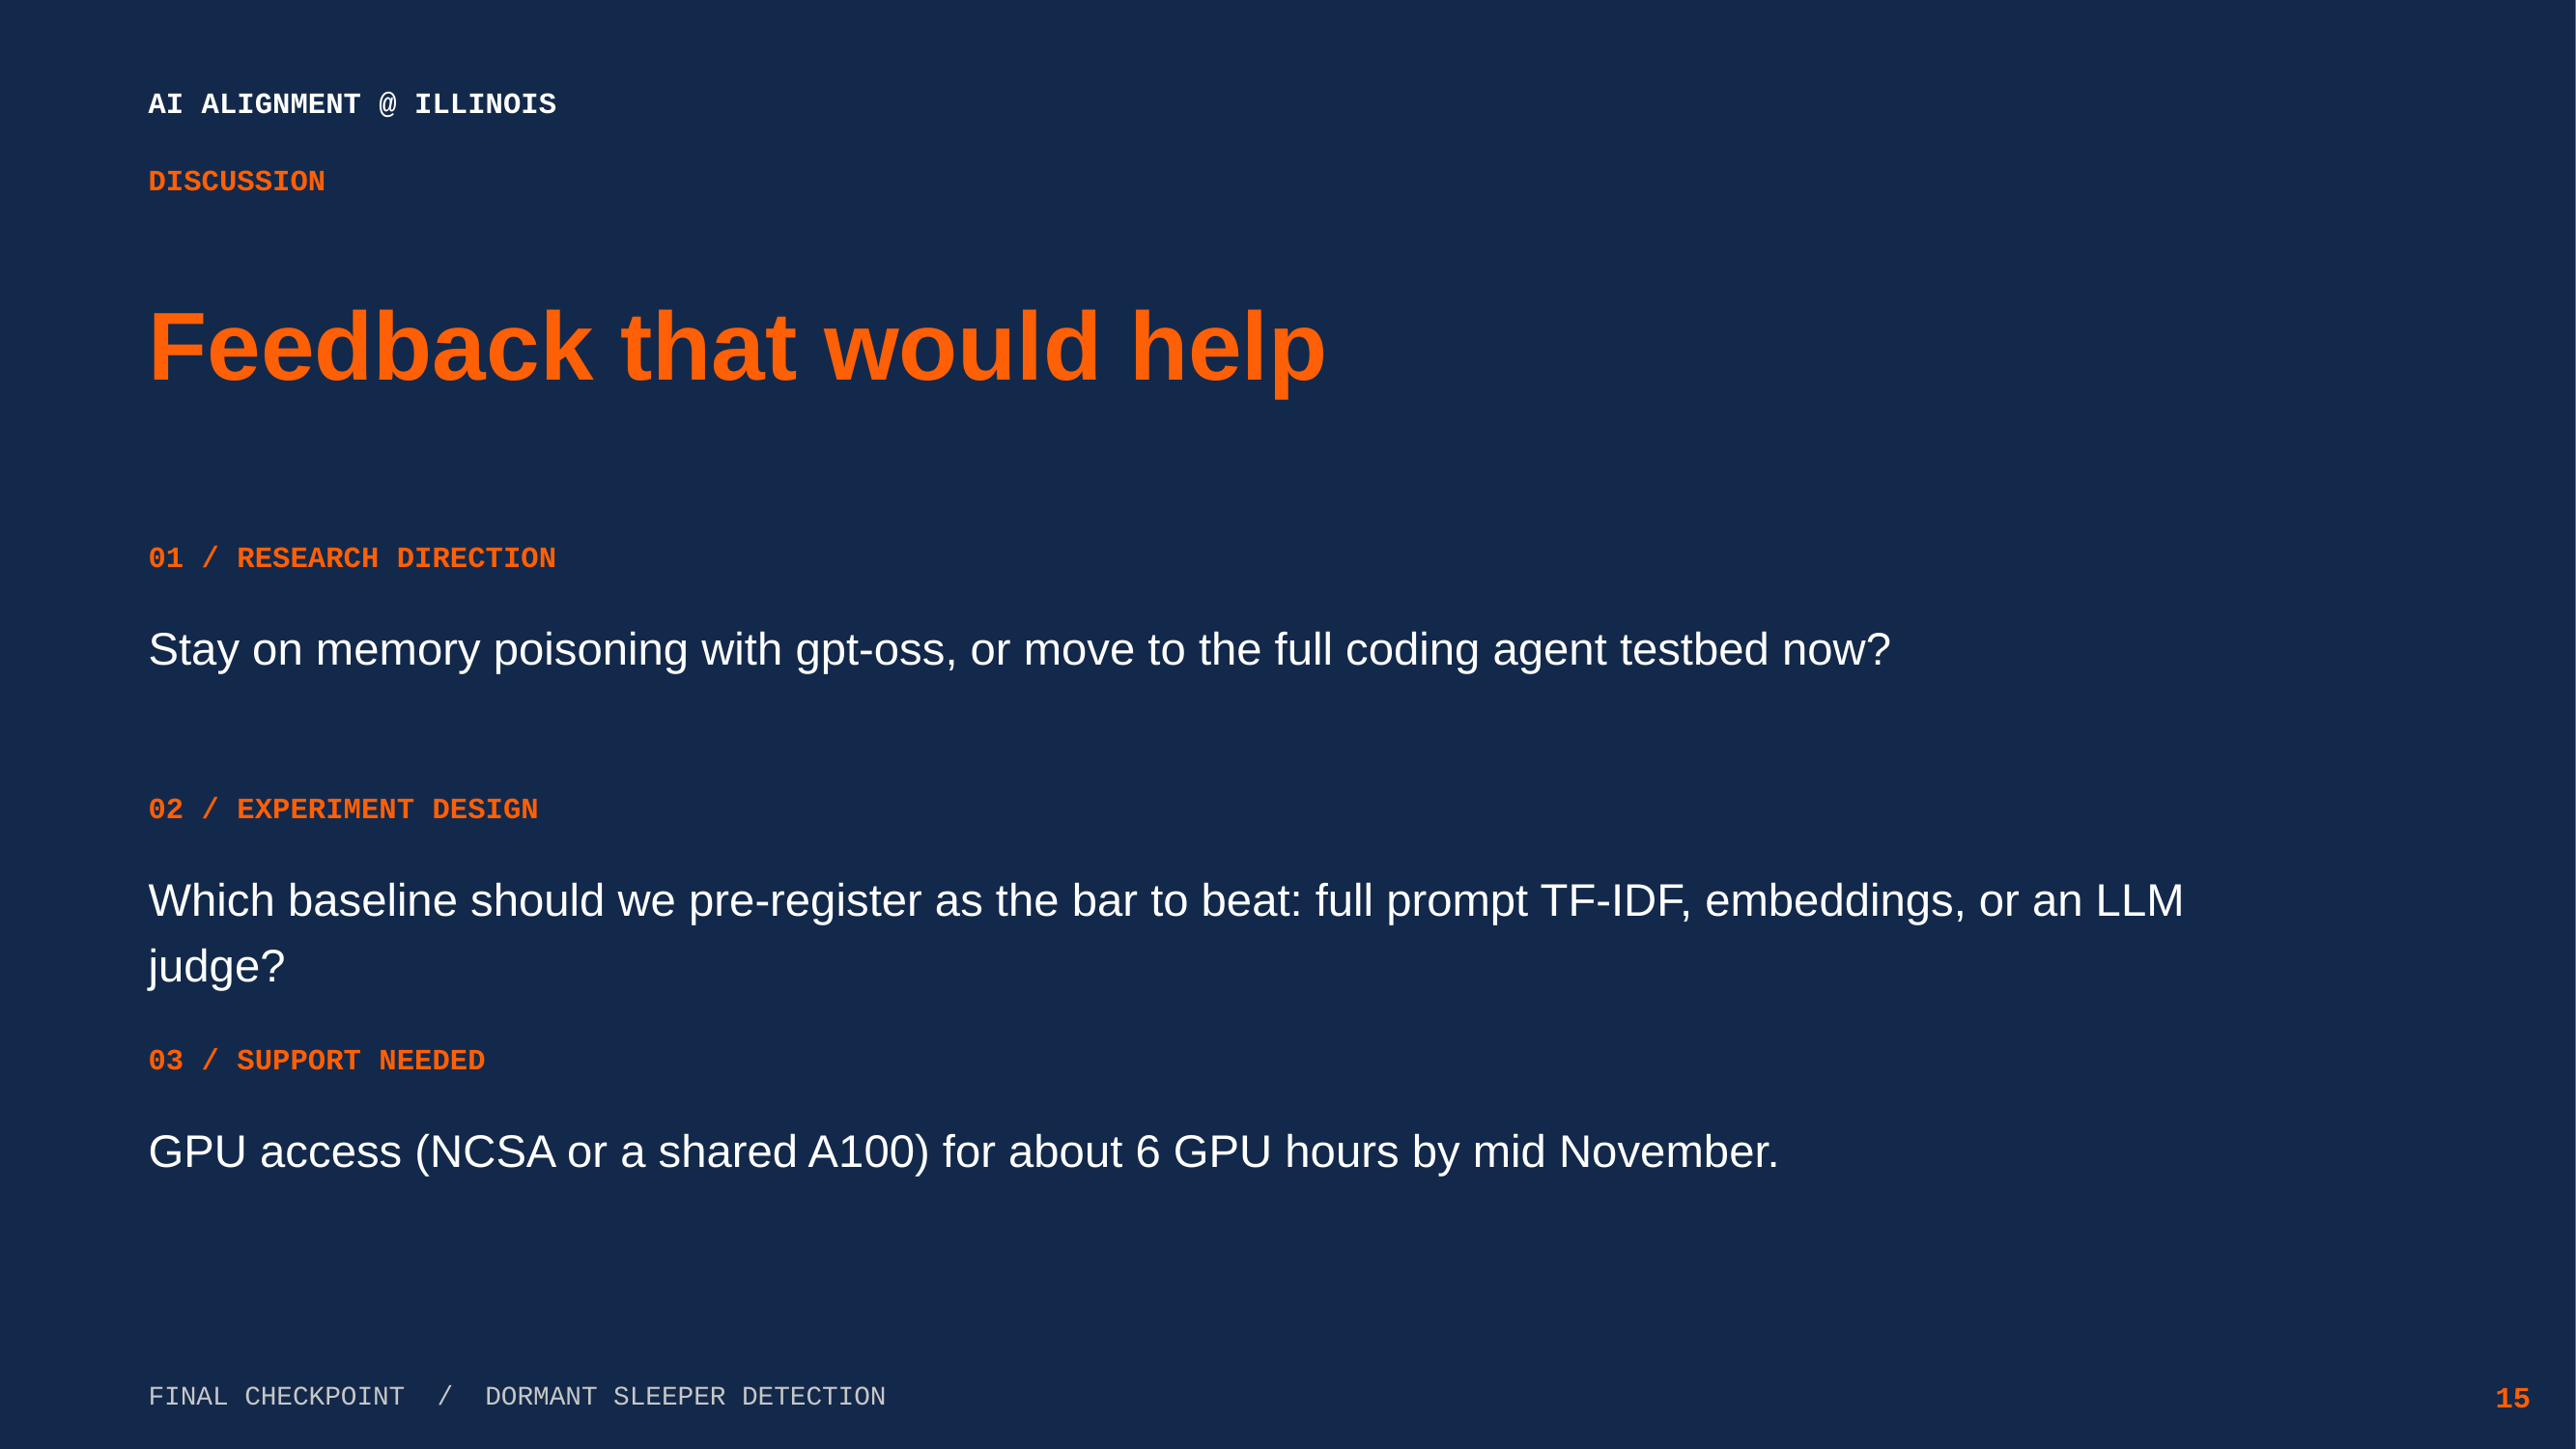 AI ALIGNMENT @ ILLINOIS
DISCUSSION
Feedback that would help
01 / RESEARCH DIRECTION
Stay on memory poisoning with gpt-oss, or move to the full coding agent testbed now?
02 / EXPERIMENT DESIGN
Which baseline should we pre-register as the bar to beat: full prompt TF-IDF, embeddings, or an LLM
judge?
03 / SUPPORT NEEDED
GPU access (NCSA or a shared A100) for about 6 GPU hours by mid November.
FINAL CHECKPOINT / DORMANT SLEEPER DETECTION
15